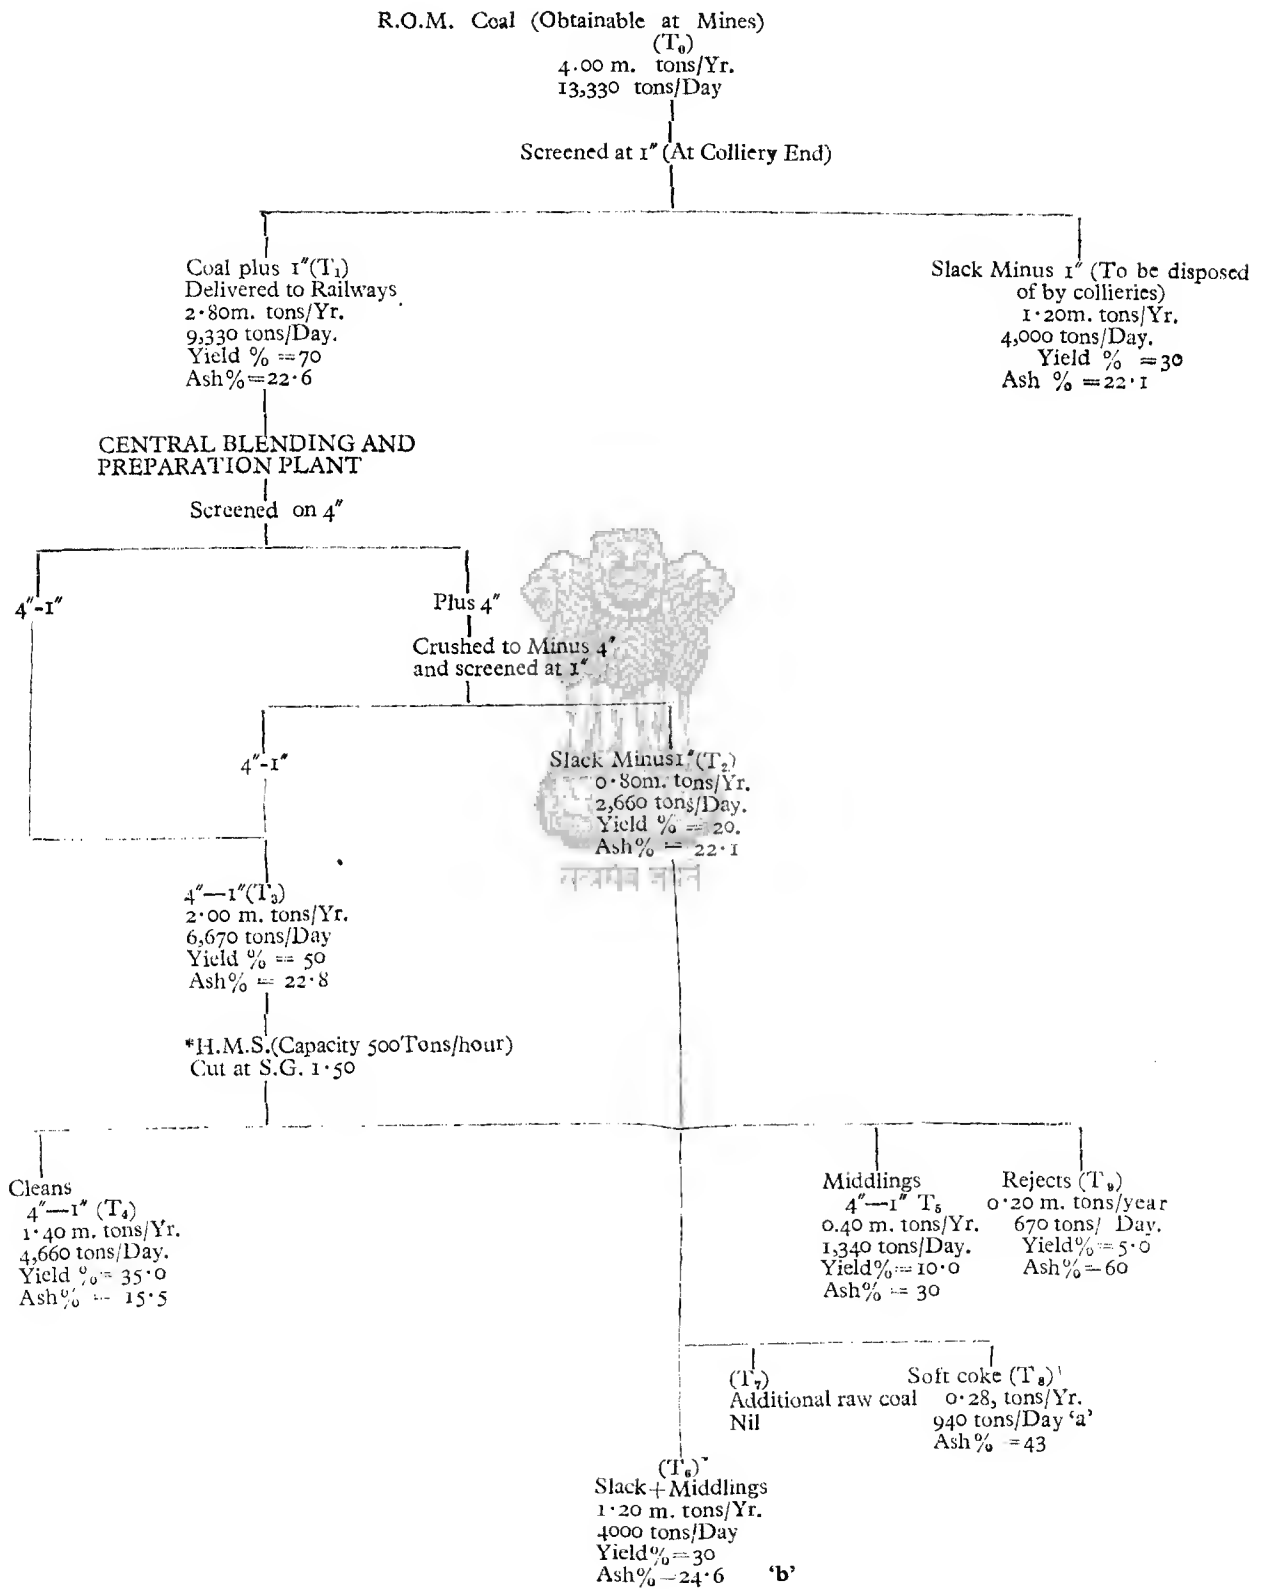 R.O.M. Coal (Obtainable at Mines)
(T₀)
4·00 m. tons/Yr.
13,330 tons/Day
Screened at 1″ (At Colliery End)
Coal plus 1″(T₁)
Delivered to Railways
2·80m. tons/Yr.
9,330 tons/Day.
Yield % =70
Ash%=22·6
Slack Minus 1″ (To be disposed
of by collieries)
1·20m. tons/Yr.
4,000 tons/Day.
Yield % =30
Ash % =22·1
CENTRAL BLENDING AND
PREPARATION PLANT
Screened on 4″
4″-1″
Plus 4″
Crushed to Minus 4″
and screened at 1″
4″-1″
Slack Minus1″(T₂)
0·80m. tons/Yr.
2,660 tons/Day.
Yield % = 20.
Ash% = 22·1
सत्यमेव जयते
4″—1″(T₃)
2·00 m. tons/Yr.
6,670 tons/Day
Yield % = 50
Ash% = 22·8
*H.M.S.(Capacity 500Tons/hour)
Cut at S.G. 1·50
Cleans
4″—1″ (T₄)
1·40 m. tons/Yr.
4,660 tons/Day.
Yield % = 35·0
Ash% = 15·5
Middlings
4″—1″ T₅
0.40 m. tons/Yr.
1,340 tons/Day.
Yield%=10·0
Ash% = 30
Rejects (T₉)
0·20 m. tons/year
670 tons/ Day.
Yield%=5·0
Ash%=60
(T₇)
Additional raw coal
Nil
Soft coke (T₈)
0·28, tons/Yr.
940 tons/Day ‘a’
Ash% =43
(T₆)
Slack+Middlings
1·20 m. tons/Yr.
4000 tons/Day
Yield%=30
Ash%=24·6 ‘b’